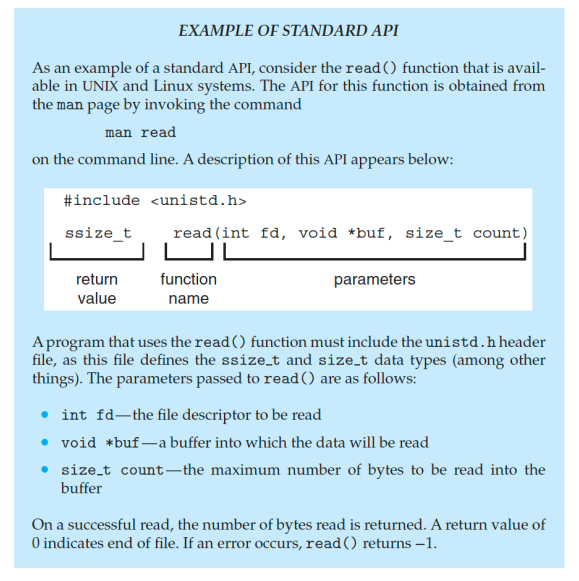 EXAMPLE OF STANDARD API
As an example of a standard API, consider the read() function that is avail-
able in UNIX and Linux systems. The API for this function is obtained from
the man page by invoking the command
man read
on the command line. A description of this API appears below:
#include <unistd.h>
ssize_t read(int fd, void *buf, size_t count)
return function parameters
value name
A program that uses the read() function must include the unistd.h header
file, as this file defines the ssize_t and size_t data types (among other
things). The parameters passed to read() are as follows:
• int fd—the file descriptor to be read
• void *buf—a buffer into which the data will be read
• size_t count—the maximum number of bytes to be read into the
buffer
On a successful read, the number of bytes read is returned. A return value of
0 indicates end of file. If an error occurs, read() returns −1.